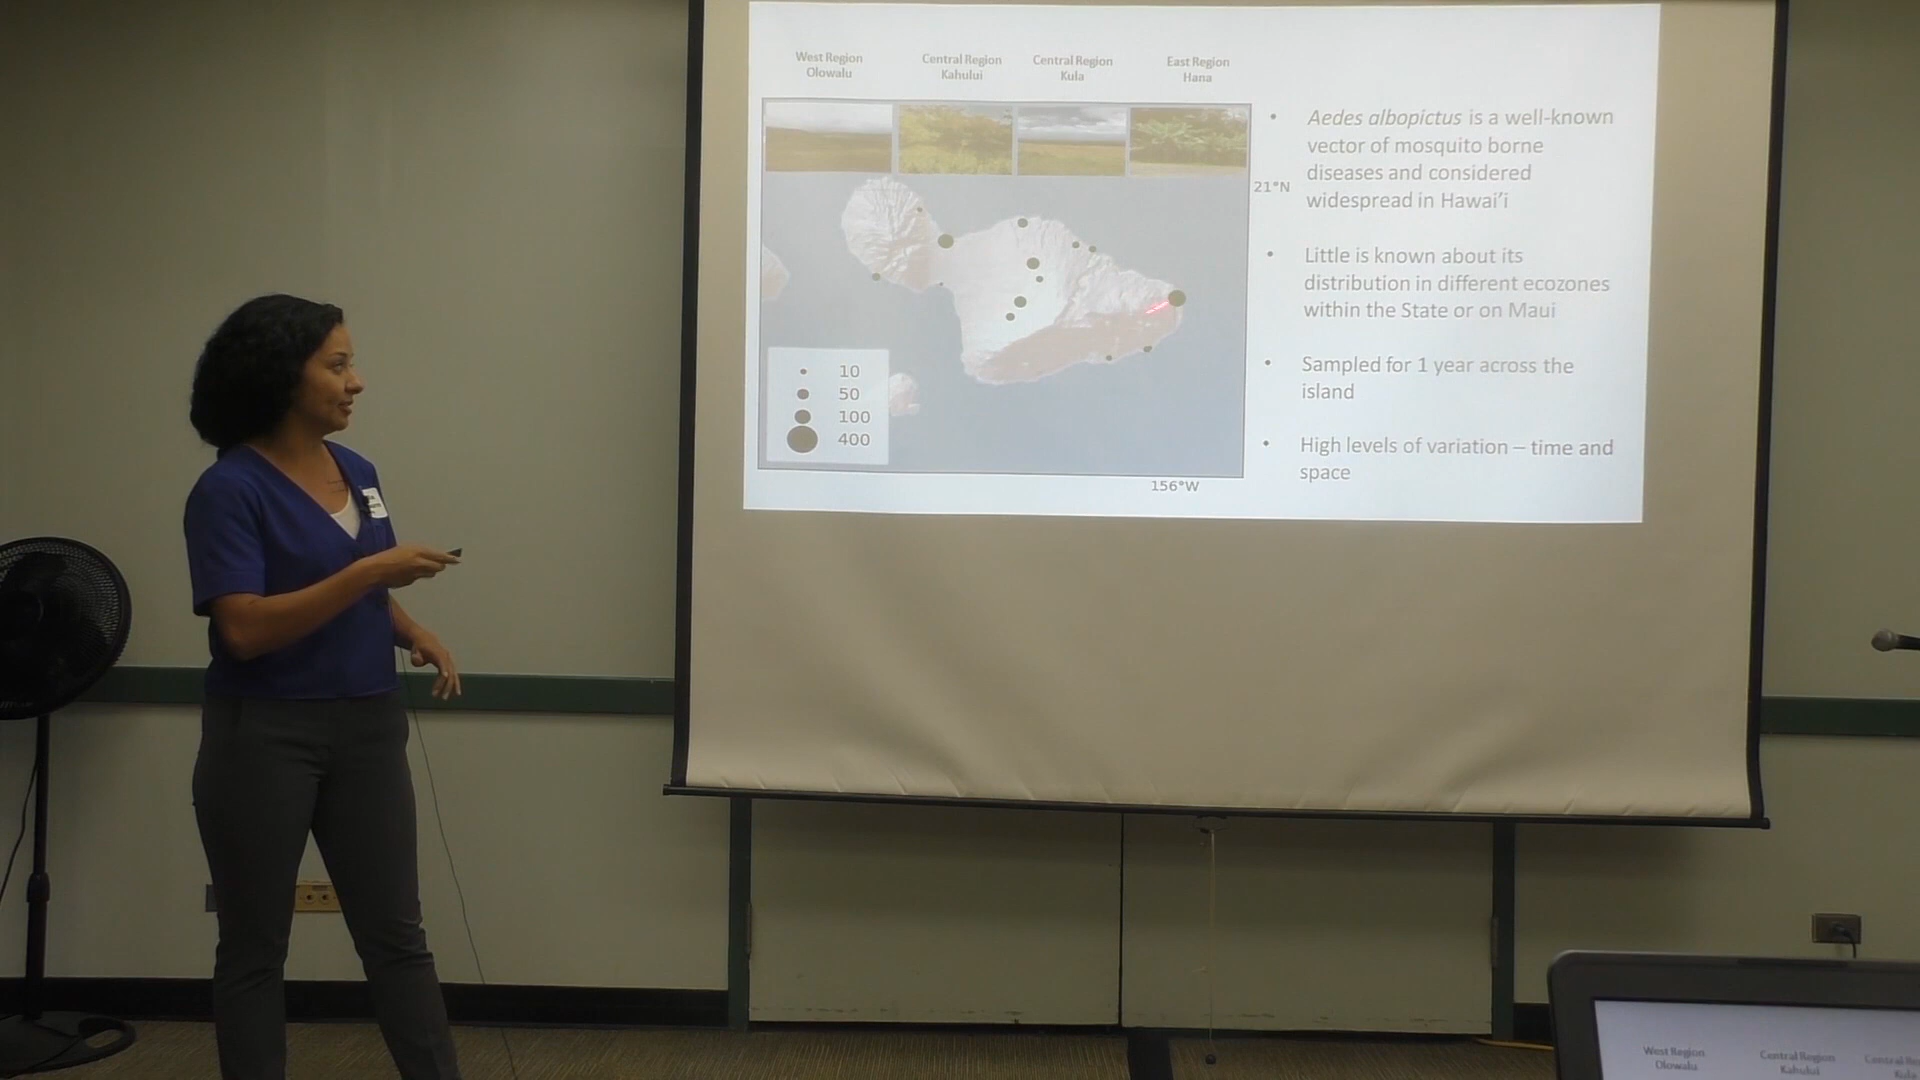 West Region
Olowalu
Central Region
Kahului
Central Region
Kula
East Region
Hana
21°N
156°W
10
50
100
400
• Aedes albopictus is a well-known
vector of mosquito borne
diseases and considered
widespread in Hawai’i
• Little is known about its
distribution in different ecozones
within the State or on Maui
• Sampled for 1 year across the
island
• High levels of variation – time and
space
West Region
Olowalu
Central Region
Kahului
Central
Kula